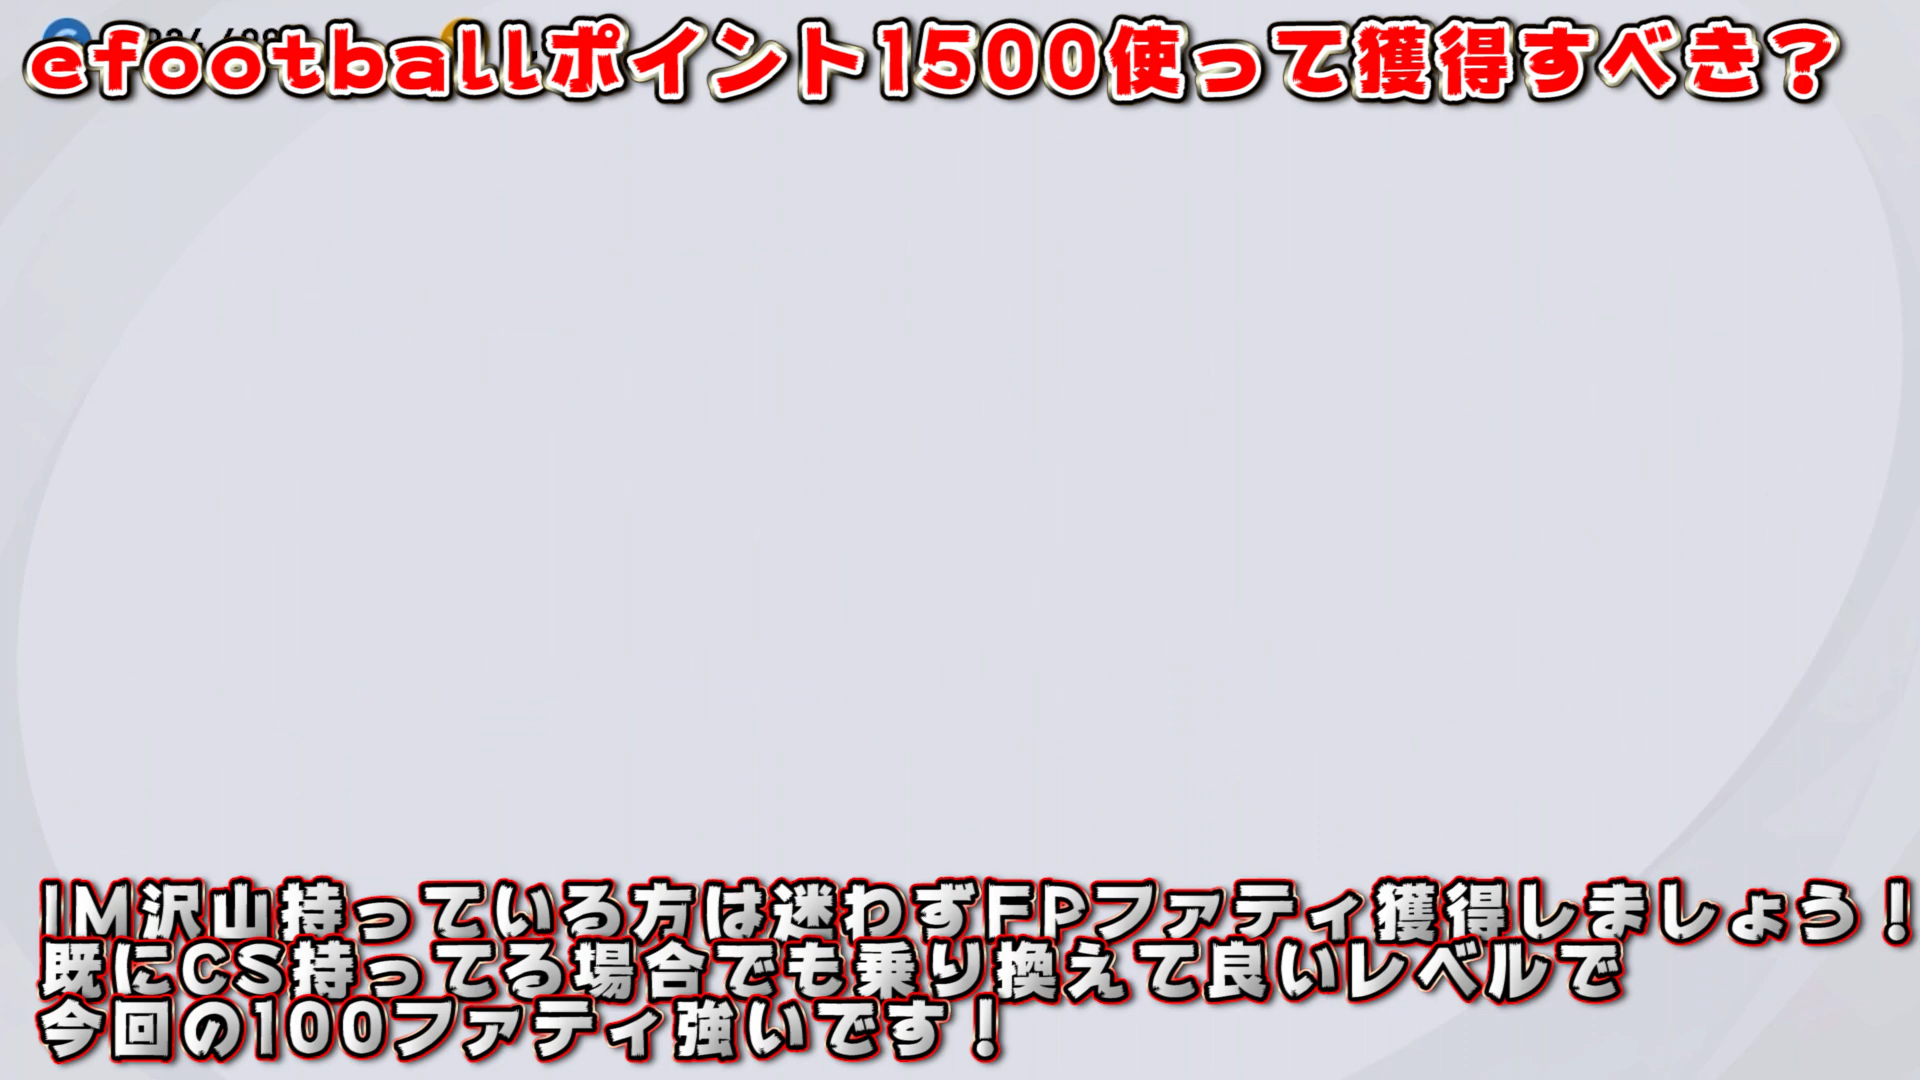 efootballポイント1500使って獲得すべき？
IM沢山持っている方は迷わずFPファティ獲得しましょう！
既にCS持ってる場合でも乗り換えて良いレベルで
今回の100ファティ強いです！